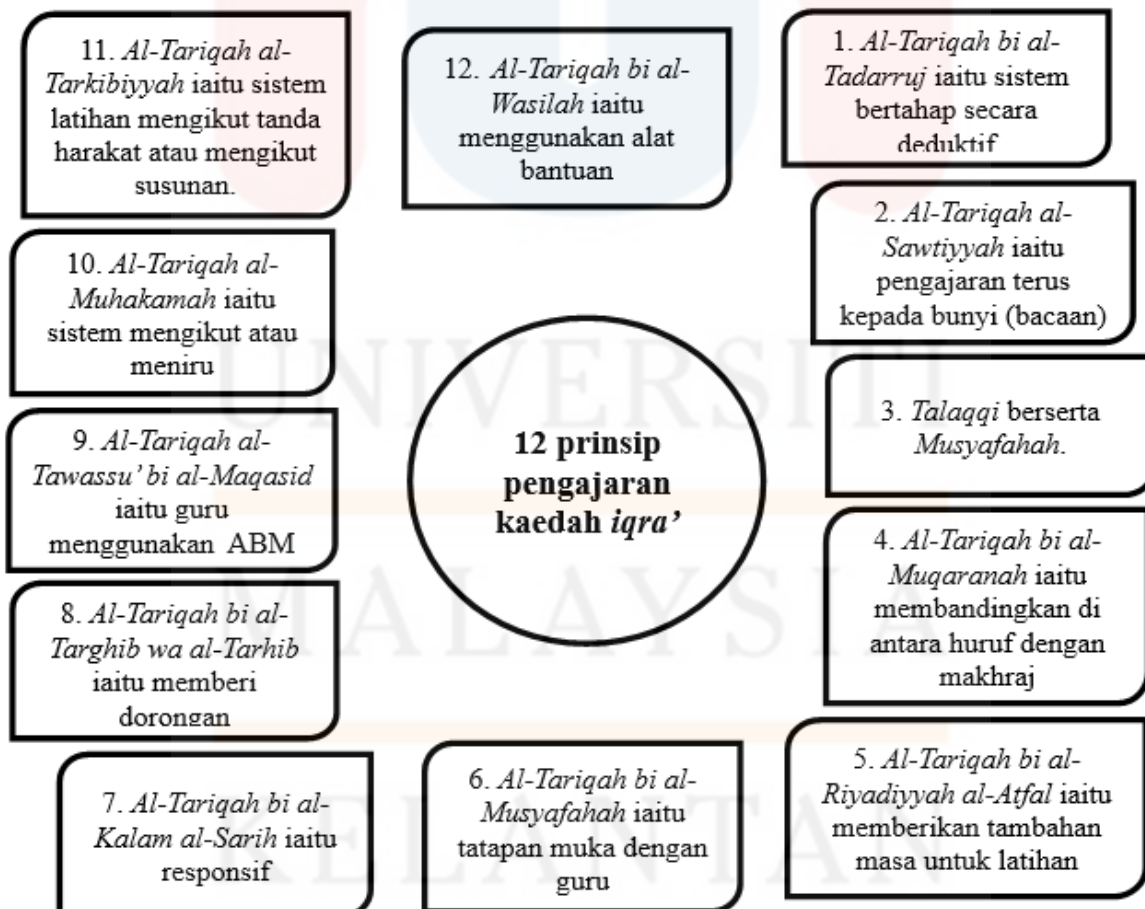 11. Al-Tariqah al-
Tarkibiyyah iaitu sistem
latihan mengikut tanda
harakat atau mengikut
susunan.
12. Al-Tariqah bi al-
Wasilah iaitu
menggunakan alat
bantuan
1. Al-Tariqah bi al-
Tadarruj iaitu sistem
bertahap secara
deduktif
2. Al-Tariqah al-
Sawtiyyah iaitu
pengajaran terus
kepada bunyi (bacaan)
10. Al-Tariqah al-
Muhakamah iaitu
sistem mengikut atau
meniru
12 prinsip
pengajaran
kaedah iqra’
3. Talaqqi berserta
Musyafahah.
9. Al-Tariqah al-
Tawassu’ bi al-Maqasid
iaitu guru
menggunakan ABM
4. Al-Tariqah bi al-
Muqaranah iaitu
membandingkan di
antara huruf dengan
makhraj
8. Al-Tariqah bi al-
Targhib wa al-Tarhib
iaitu memberi
dorongan
7. Al-Tariqah bi al-
Kalam al-Sarih iaitu
responsif
6. Al-Tariqah bi al-
Musyafahah iaitu
tatapan muka dengan
guru
5. Al-Tariqah bi al-
Riyadiyyah al-Atfal iaitu
memberikan tambahan
masa untuk latihan
UNIVERSITI
MALAYSIA
KELANTAN